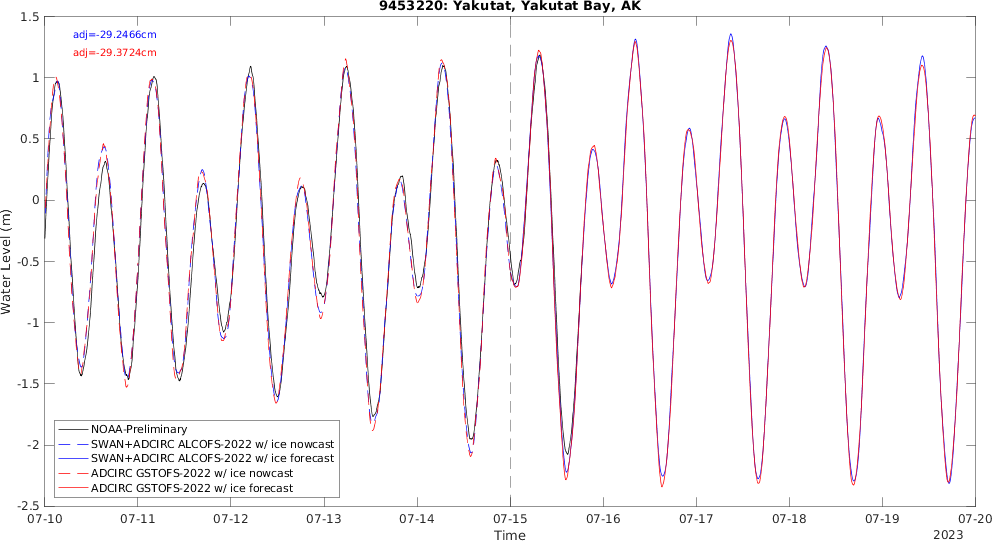 9453220: Yakutat, Yakutat Bay, AK
adj=-29.2466cm
adj=-29.3724cm
1.5
1
0.5
0
-0.5
-1
-1.5
-2
-2.5
Water Level (m)
NOAA-Preliminary
SWAN+ADCIRC ALCOFS-2022 w/ ice nowcast
SWAN+ADCIRC ALCOFS-2022 w/ ice forecast
ADCIRC GSTOFS-2022 w/ ice nowcast
ADCIRC GSTOFS-2022 w/ ice forecast
07-10 07-11 07-12 07-13 07-14 07-15 07-16 07-17 07-18 07-19 07-20
Time
2023